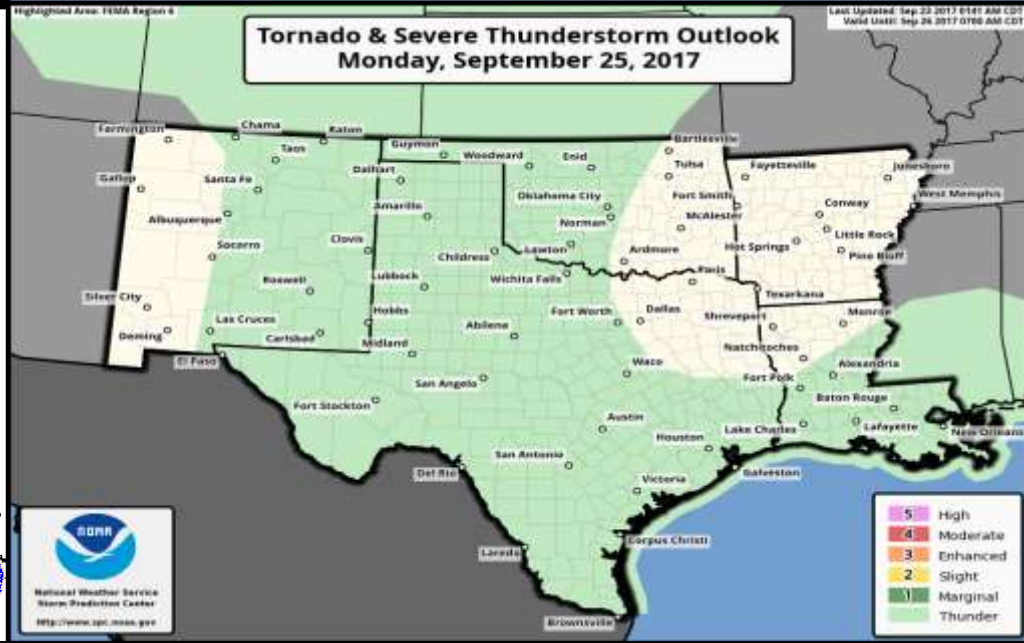 Highlighted Area: FEMA Region 6
Last Updated: Sep 23 2017 0141 AM CDT
Valid Until: Sep 26 2017 0700 AM CDT
Tornado & Severe Thunderstorm Outlook
Monday, September 25, 2017
Farmington
Chama
Raton
Guymon
Woodward
Enid
Bartlesville
Taos
Dalhart
Tulsa
Fayetteville
Jonesboro
Gallup
Santa Fe
Amarillo
Oklahoma City
Fort Smith
West Memphis
Albuquerque
Norman
McAlester
Conway
Socorro
Clovis
Childress
Lawton
Ardmore
Hot Springs
Little Rock
Pine Bluff
Roswell
Lubbock
Wichita Falls
Paris
Texarkana
Silver City
Las Cruces
Hobbs
Abilene
Fort Worth
Dallas
Shreveport
Monroe
Deming
Carlsbad
Midland
Natchitoches
El Paso
San Angelo
Waco
Fort Polk
Alexandria
Fort Stockton
Austin
Baton Rouge
Houston
Lake Charles
Lafayette
New Orleans
Del Rio
San Antonio
Galveston
Victoria
Laredo
Corpus Christi
Brownsville
NOAA
National Weather Service
Storm Prediction Center
http://www.spc.noaa.gov
5 High
4 Moderate
3 Enhanced
2 Slight
1 Marginal
Thunder